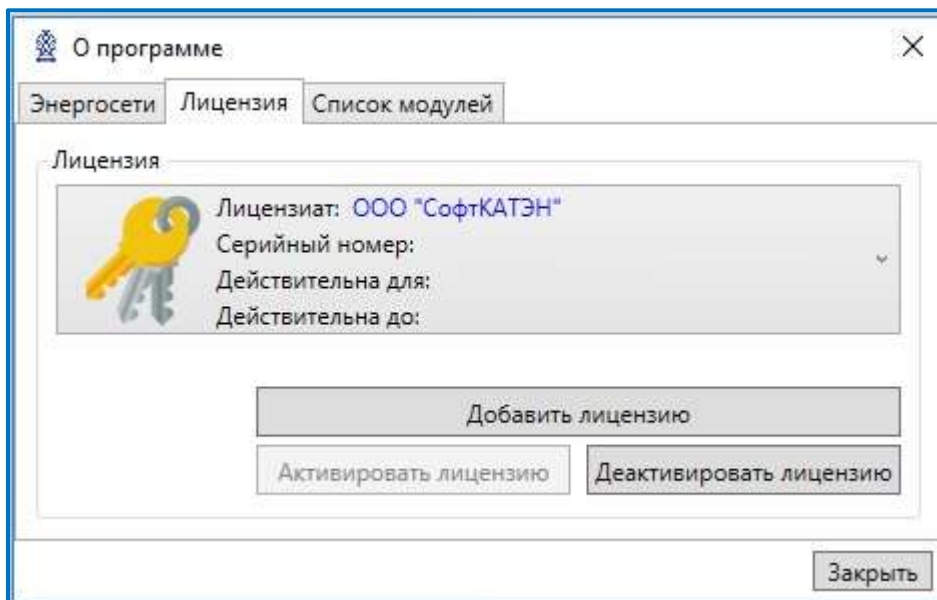 О программе
Энергосети Лицензия Список модулей
Лицензия
Лицензиат: ООО "СофтКАТЭН"
Серийный номер:
Действительна для:
Действительна до:
Добавить лицензию
Активировать лицензию Деактивировать лицензию
Закрыть